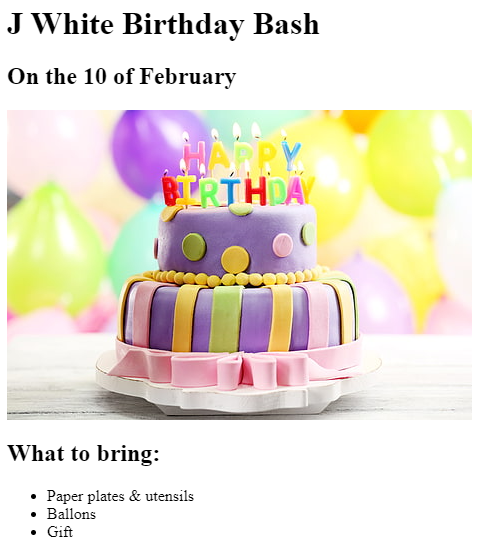 J White Birthday Bash
On the 10 of February
HAPPY
BIRTHDAY
What to bring:
Paper plates & utensils
Ballons
Gift